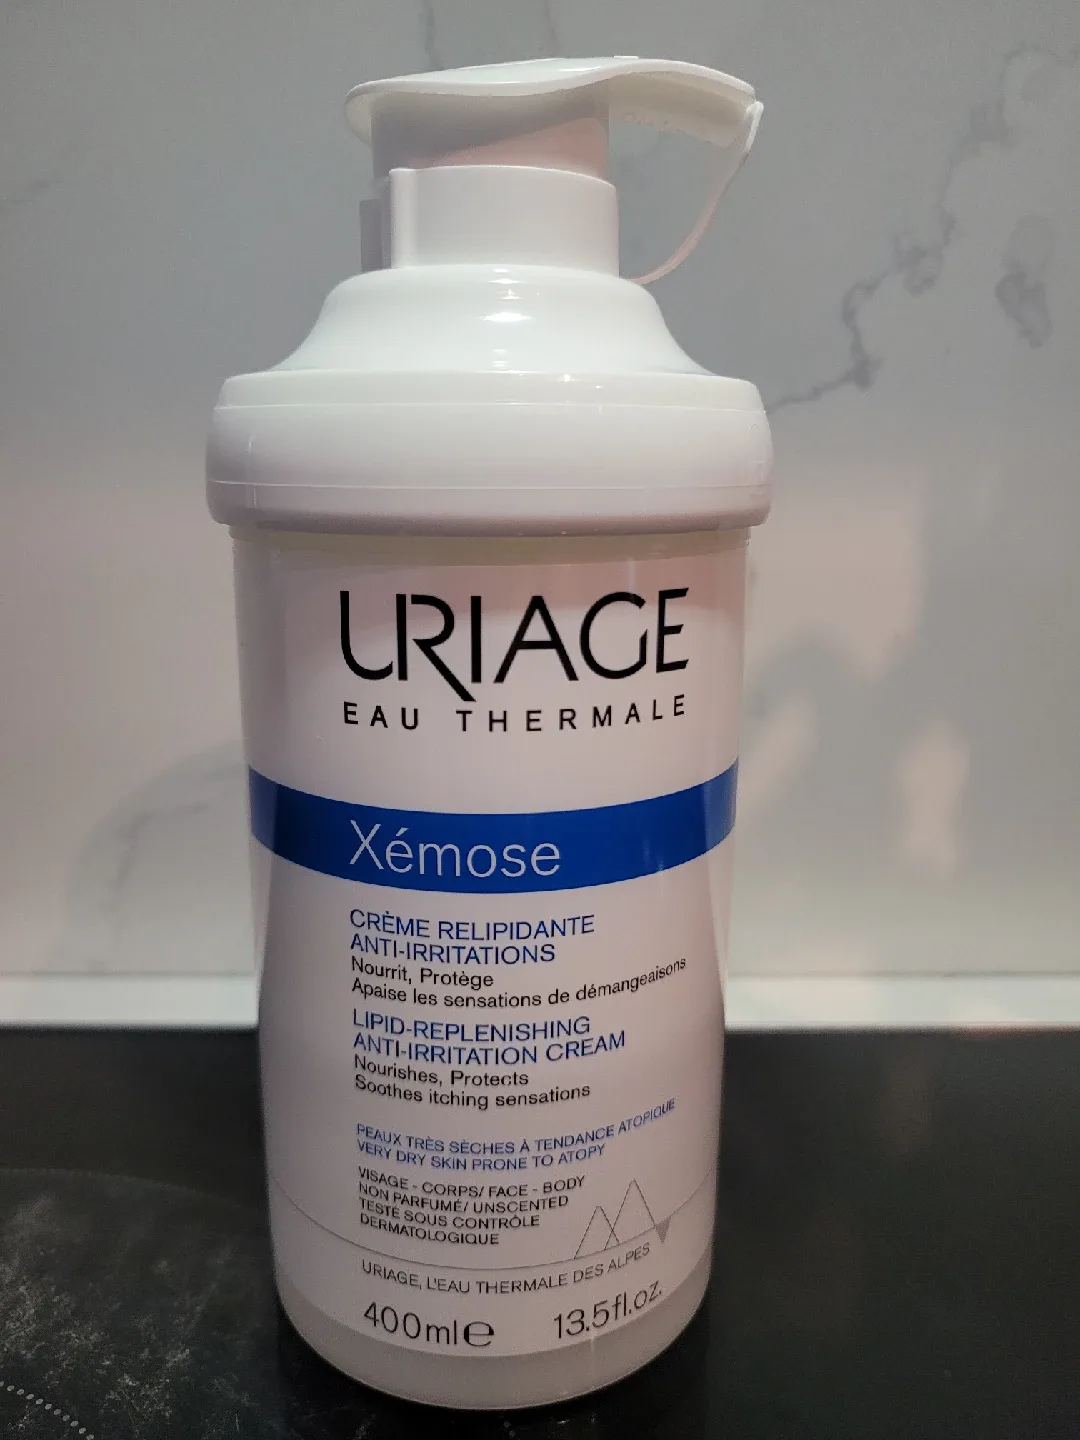 URIAGE
EAU THERMALE
Xémose
CRÈME RELIPIDANTE
ANTI-IRRITATIONS
Nourrit, Protège
Apaise les sensations de démangeaisons
LIPID-REPLENISHING
ANTI-IRRITATION CREAM
Nourishes, Protects
Soothes itching sensations
PEAUX TRÈS SÈCHES À TENDANCE ATOPIQUE
VERY DRY SKIN PRONE TO ATOPY
VISAGE - CORPS/ FACE - BODY
NON PARFUMÉ/ UNSCENTED
TESTÉ SOUS CONTRÔLE
DERMATOLOGIQUE
URIAGE, L'EAU THERMALE DES ALPES
400ml℮ 13.5fl.oz.